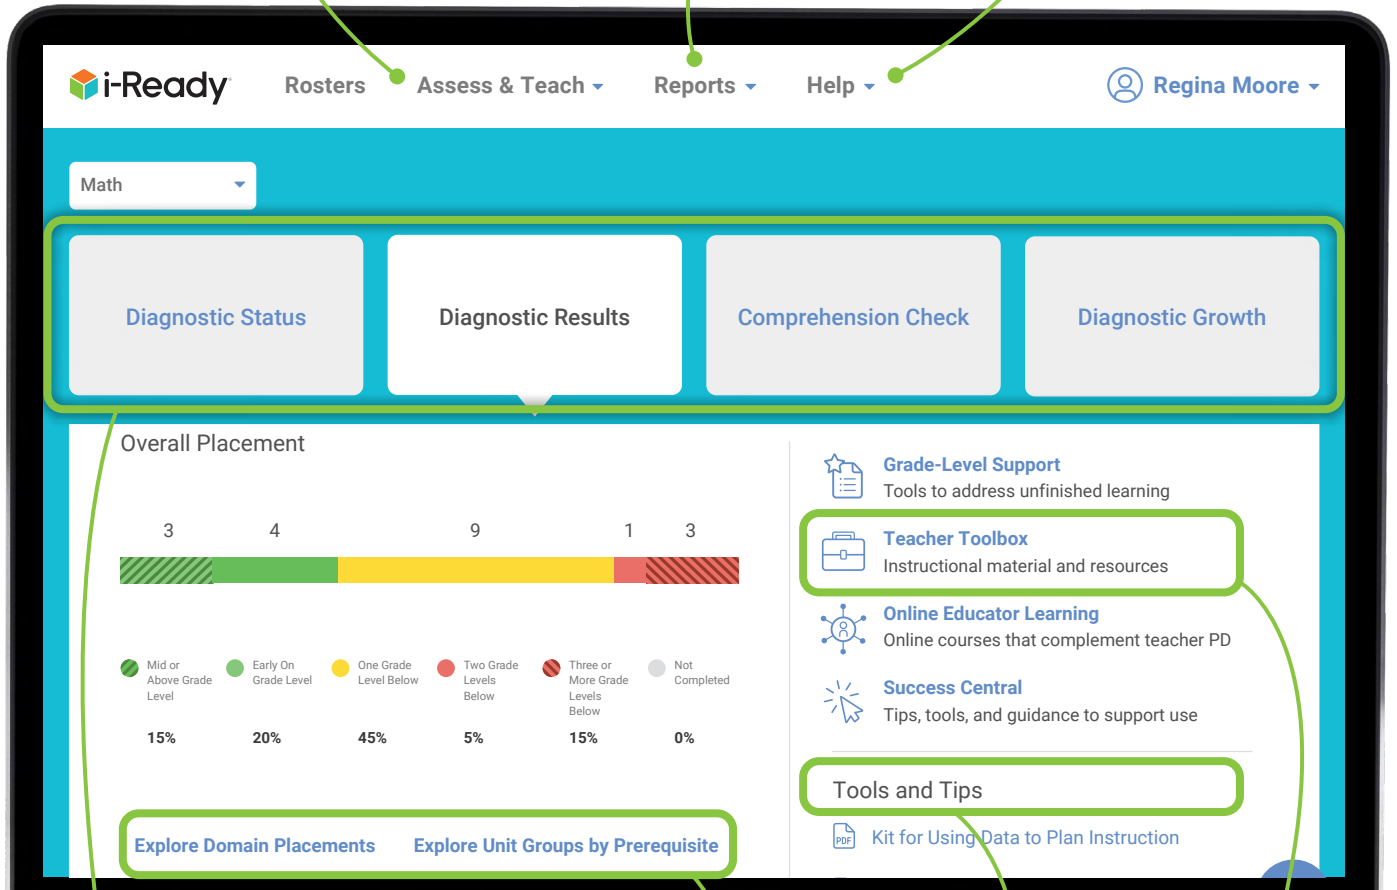 i-Ready
Rosters
Assess & Teach
Reports
Help
Regina Moore
Math
Diagnostic Status
Diagnostic Results
Comprehension Check
Diagnostic Growth
Overall Placement
3 4 9 1 3
Mid or
Above Grade
Level
15%
Early On
Grade Level
20%
One Grade
Level Below
45%
Two Grade
Levels
Below
5%
Three or
More Grade
Levels
Below
15%
Not
Completed
0%
Explore Domain Placements
Explore Unit Groups by Prerequisite
Grade-Level Support
Tools to address unfinished learning
Teacher Toolbox
Instructional material and resources
Online Educator Learning
Online courses that complement teacher PD
Success Central
Tips, tools, and guidance to support use
Tools and Tips
PDF
Kit for Using Data to Plan Instruction